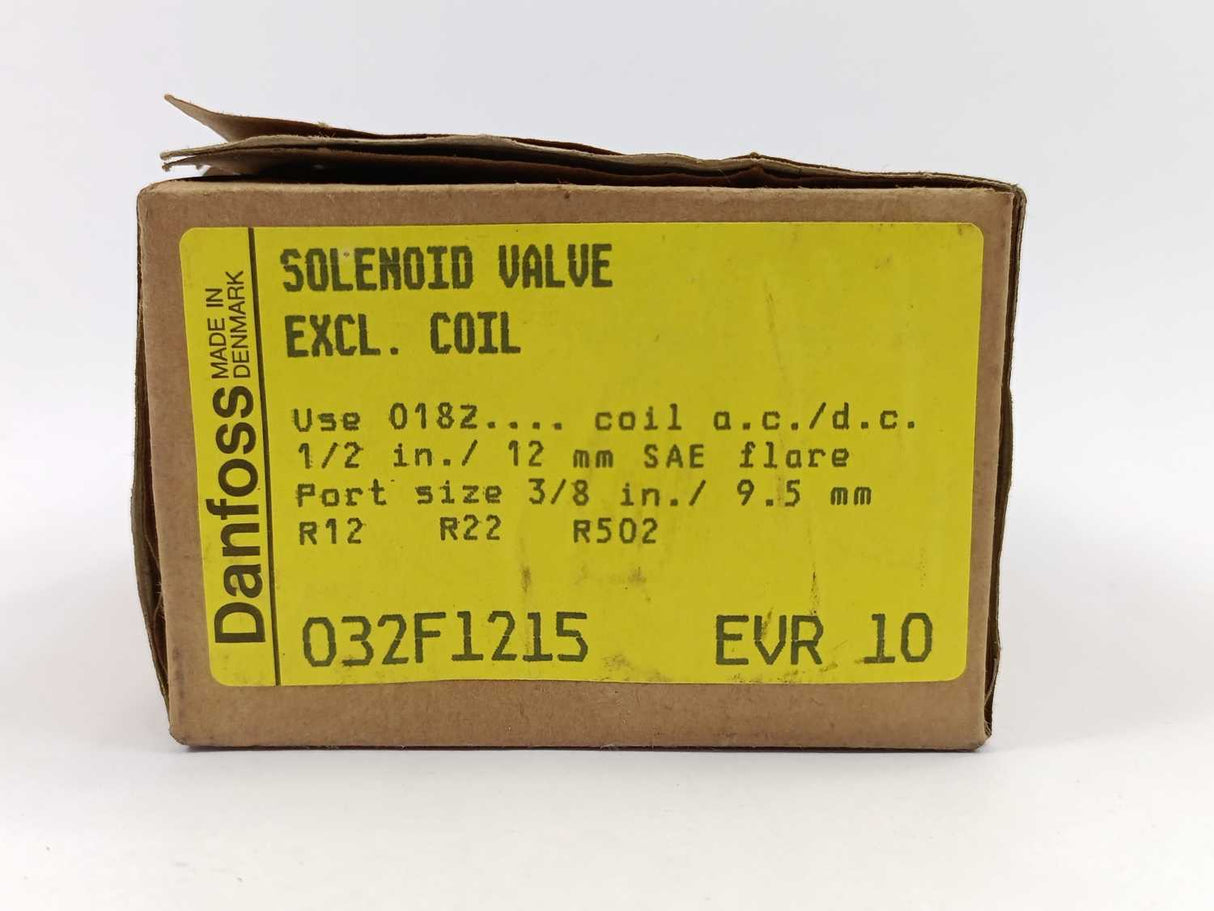 Danfoss MADE IN
DENMARK
SOLENOID VALVE
EXCL. COIL
Use 018Z.... coil a.c./d.c.
1/2 in./ 12 mm SAE flare
Port size 3/8 in./ 9.5 mm
R12 R22 R502
032F1215 EVR 10